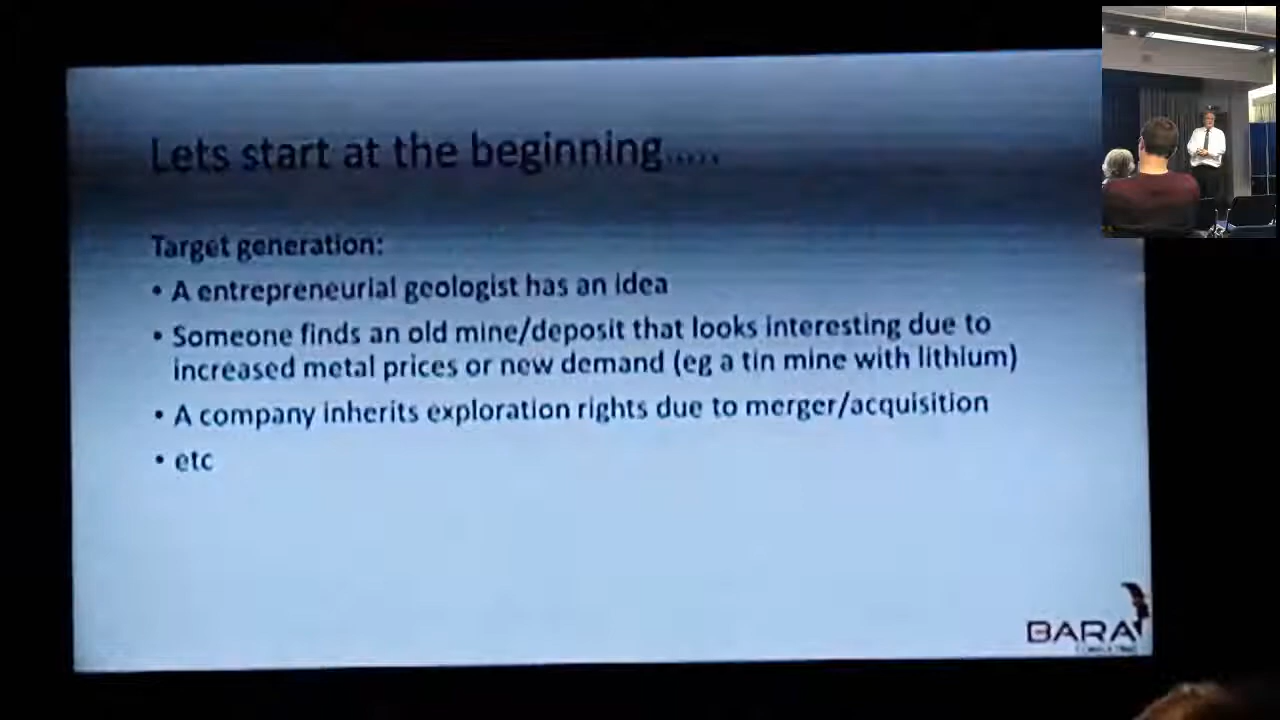 Lets start at the beginning.....
Target generation:
• A entrepreneurial geologist has an idea
• Someone finds an old mine/deposit that looks interesting due to
increased metal prices or new demand (eg a tin mine with lithium)
• A company inherits exploration rights due to merger/acquisition
• etc
BARA